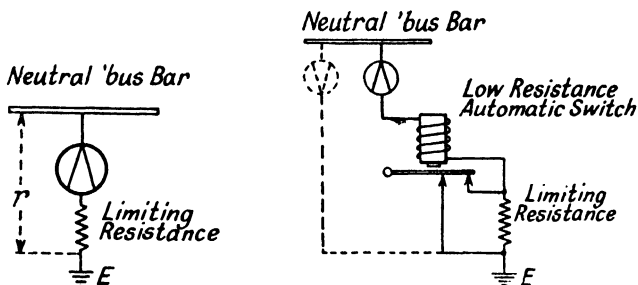 Neutral 'bus Bar
r
Limiting
Resistance
E
Neutral 'bus Bar
V
A
Low Resistance
Automatic Switch
Limiting
Resistance
E